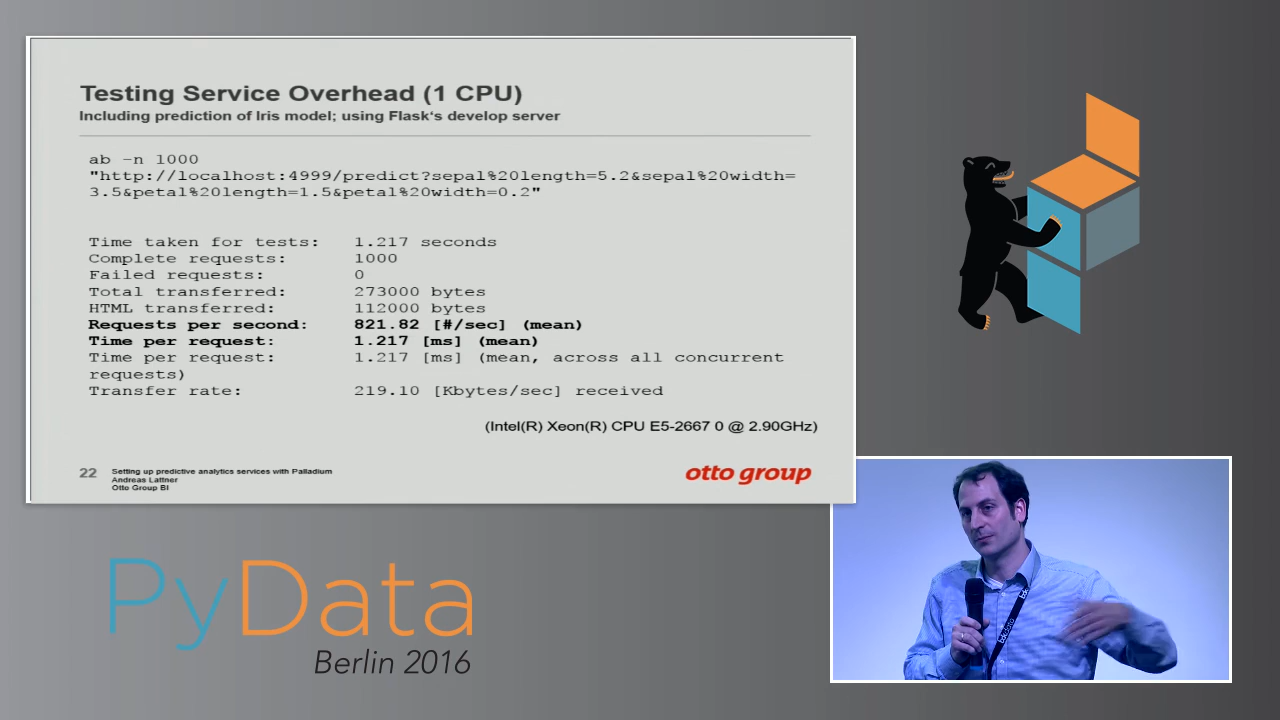 Testing Service Overhead (1 CPU)
Including prediction of Iris model; using Flask's develop server
ab -n 1000
"http://localhost:4999/predict?sepal%20length=5.2&sepal%20width=
3.5&petal%20length=1.5&petal%20width=0.2"
Time taken for tests: 1.217 seconds
Complete requests: 1000
Failed requests: 0
Total transferred: 273000 bytes
HTML transferred: 112000 bytes
Requests per second: 821.82 [#/sec] (mean)
Time per request: 1.217 [ms] (mean)
Time per request: 1.217 [ms] (mean, across all concurrent
requests)
Transfer rate: 219.10 [Kbytes/sec] received
(Intel(R) Xeon(R) CPU E5-2667 0 @ 2.90GHz)
22 Setting up predictive analytics services with Palladium
Andreas Lattner
Otto Group BI
otto group
PyData
Berlin 2016